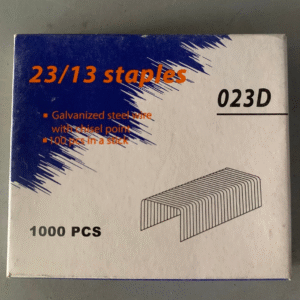 23/13 staples
023D
Galvanized steel wire
with chisel point
100 pcs in a stick
1000 PCS